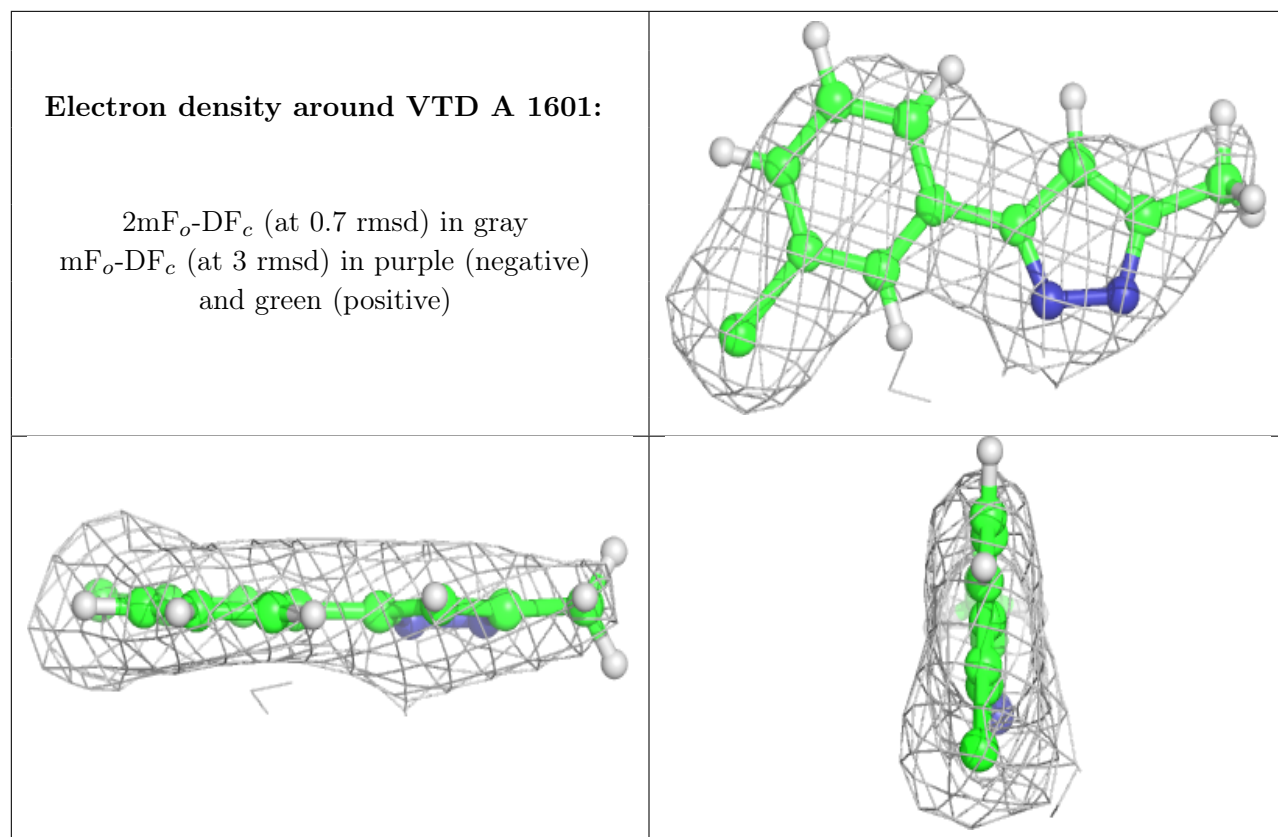 Electron density around VTD A 1601:
2mFₒ-DF𝑐 (at 0.7 rmsd) in gray
mFₒ-DF𝑐 (at 3 rmsd) in purple (negative)
and green (positive)